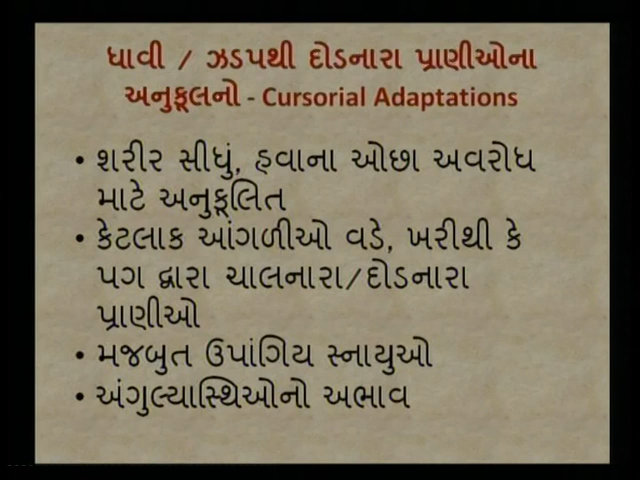 ધાવી / ઝડપથી દોડનારા પ્રાણીઓના
અનુકૂલનો - Cursorial Adaptations
• શરીર સીધું, હવાના ઓછા અવરોધ
માટે અનુકૂલિત
• કેટલાક આંગળીઓ વડે, ખરીથી કે
પગ દ્વારા ચાલનારા/દોડનારા
પ્રાણીઓ
• મજબુત ઉપાંગિય સ્નાયુઓ
• અંગુલ્યાસ્થિઓનો અભાવ